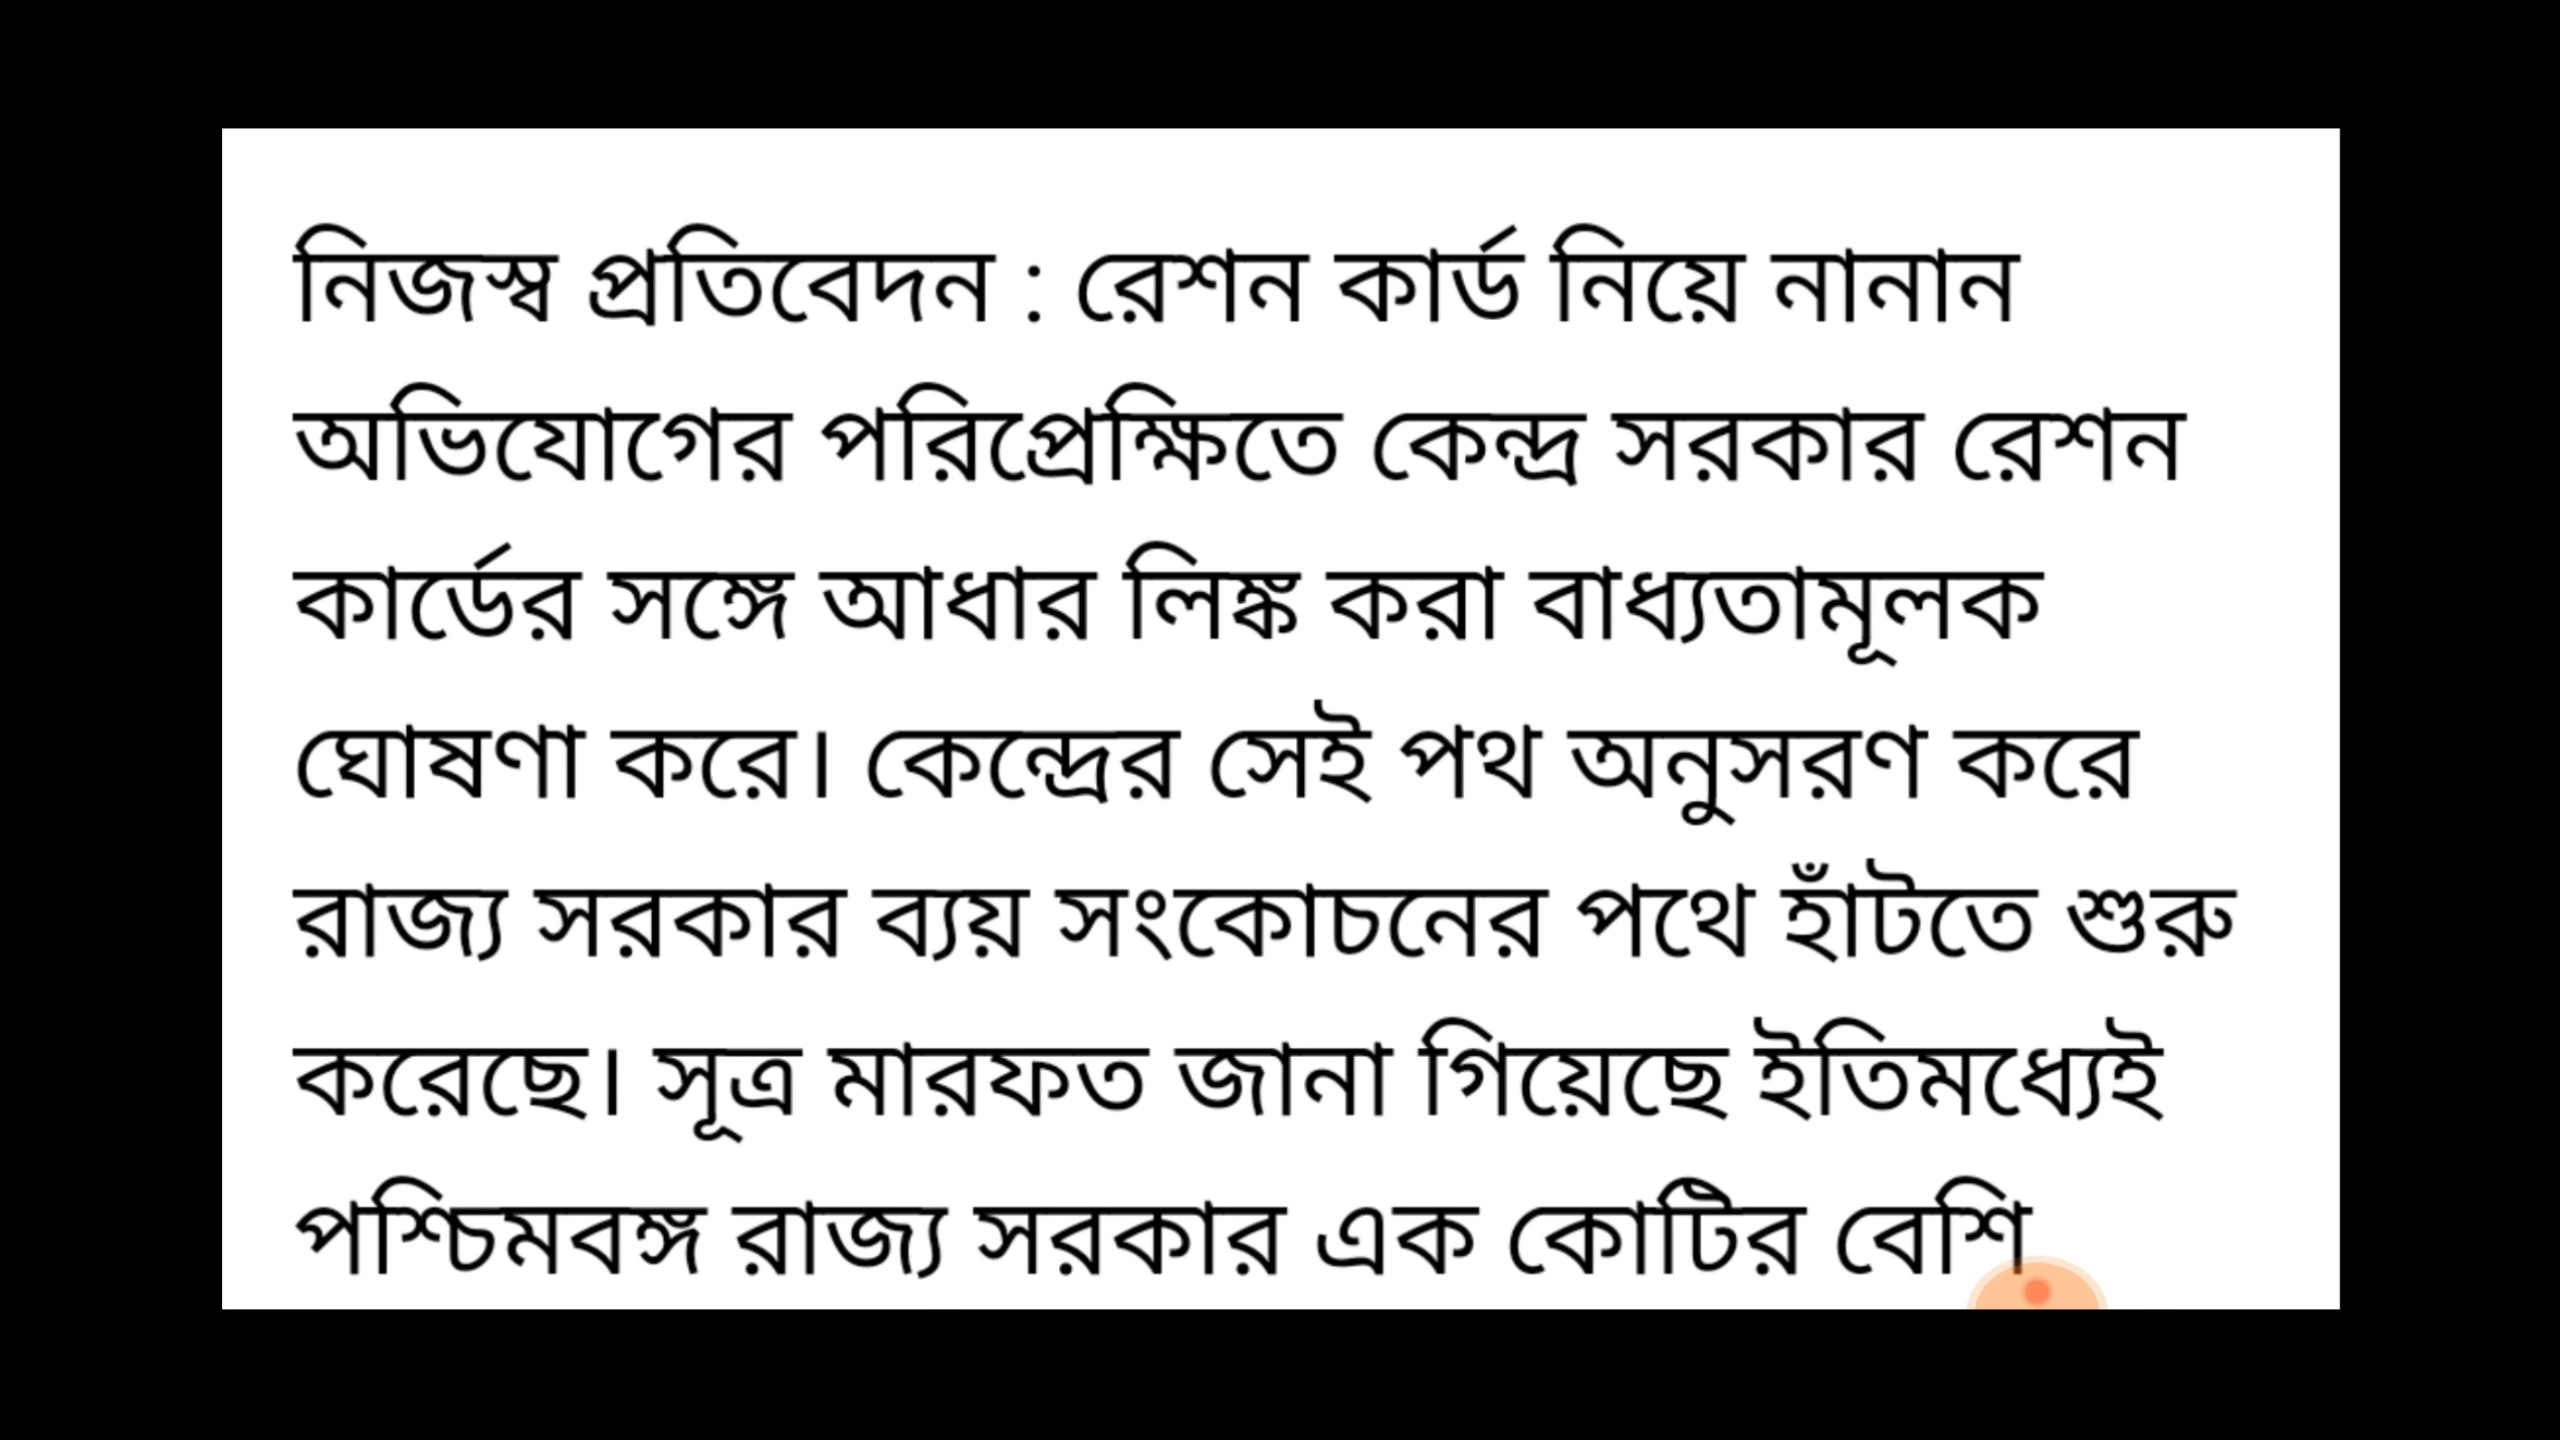 নিজস্ব প্রতিবেদন : রেশন কার্ড নিয়ে নানান
অভিযোগের পরিপ্রেক্ষিতে কেন্দ্র সরকার রেশন
কার্ডের সঙ্গে আধার লিঙ্ক করা বাধ্যতামূলক
ঘোষণা করে। কেন্দ্রের সেই পথ অনুসরণ করে
রাজ্য সরকার ব্যয় সংকোচনের পথে হাঁটতে শুরু
করেছে। সূত্র মারফত জানা গিয়েছে ইতিমধ্যেই
পশ্চিমবঙ্গ রাজ্য সরকার এক কোটির বেশি